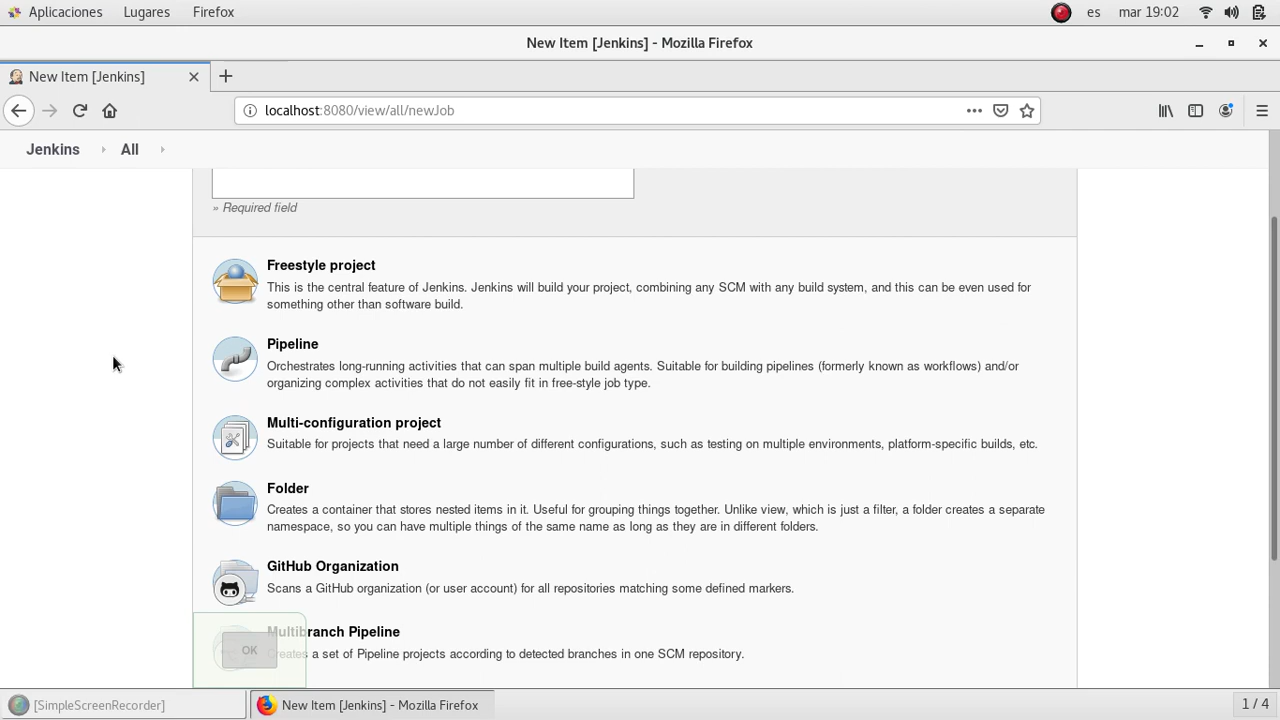 Aplicaciones Lugares Firefox es mar 19:02
New Item [Jenkins] - Mozilla Firefox
New Item [Jenkins]
localhost:8080/view/all/newJob
Jenkins All
» Required field
Freestyle project
This is the central feature of Jenkins. Jenkins will build your project, combining any SCM with any build system, and this can be even used for
something other than software build.
Pipeline
Orchestrates long-running activities that can span multiple build agents. Suitable for building pipelines (formerly known as workflows) and/or
organizing complex activities that do not easily fit in free-style job type.
Multi-configuration project
Suitable for projects that need a large number of different configurations, such as testing on multiple environments, platform-specific builds, etc.
Folder
Creates a container that stores nested items in it. Useful for grouping things together. Unlike view, which is just a filter, a folder creates a separate
namespace, so you can have multiple things of the same name as long as they are in different folders.
GitHub Organization
Scans a GitHub organization (or user account) for all repositories matching some defined markers.
Multibranch Pipeline
Creates a set of Pipeline projects according to detected branches in one SCM repository.
OK
[SimpleScreenRecorder] New Item [Jenkins] - Mozilla Firefox 1 / 4